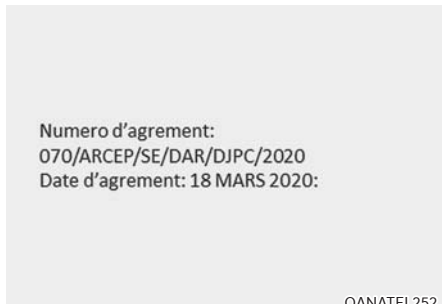 Numero d’agrement:
070/ARCEP/SE/DAR/DJPC/2020
Date d’agrement: 18 MARS 2020:
OANATEL252